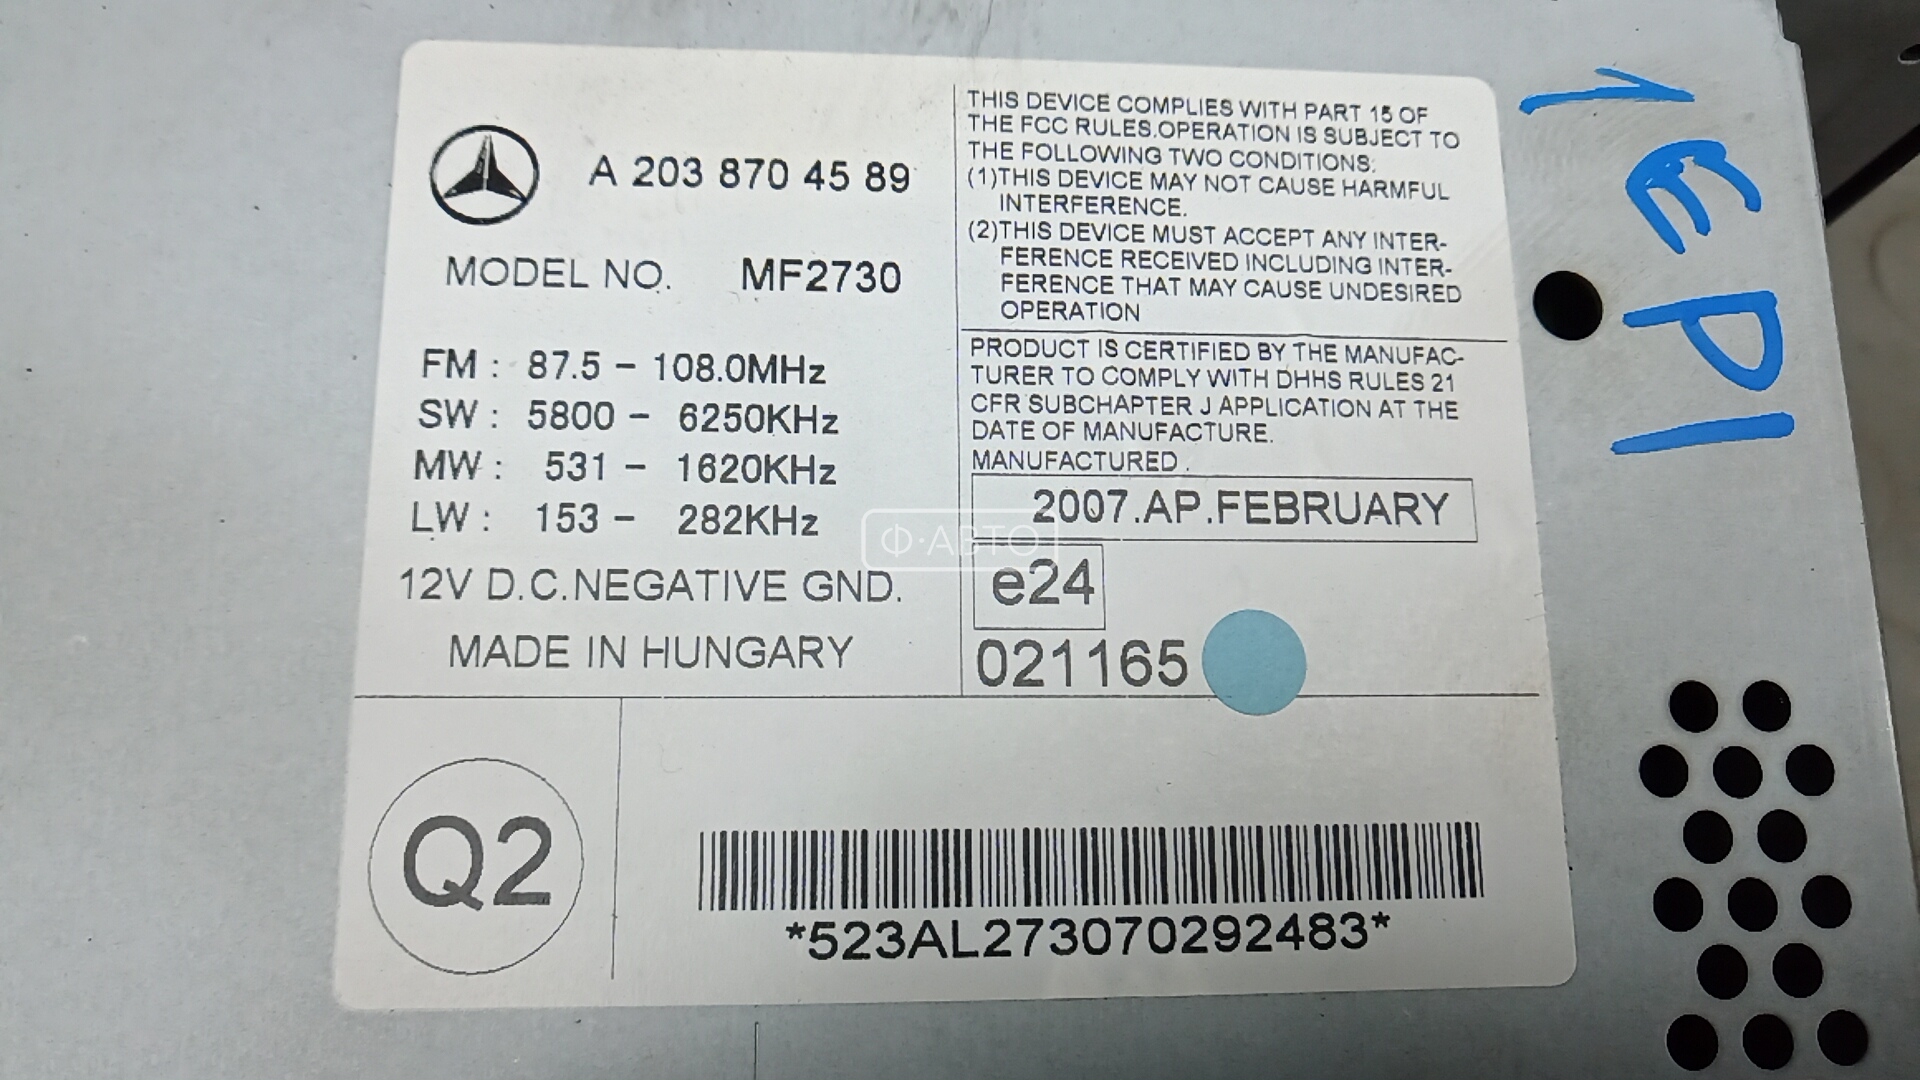 A 203 870 45 89
MODEL NO. MF2730
FM : 87.5 - 108.0MHz
SW : 5800 - 6250KHz
MW : 531 - 1620KHz
LW : 153 - 282KHz
12V D.C.NEGATIVE GND.
MADE IN HUNGARY
THIS DEVICE COMPLIES WITH PART 15 OF
THE FCC RULES.OPERATION IS SUBJECT TO
THE FOLLOWING TWO CONDITIONS:
(1)THIS DEVICE MAY NOT CAUSE HARMFUL
INTERFERENCE.
(2)THIS DEVICE MUST ACCEPT ANY INTER-
FERENCE RECEIVED INCLUDING INTER-
FERENCE THAT MAY CAUSE UNDESIRED
OPERATION
PRODUCT IS CERTIFIED BY THE MANUFAC-
TURER TO COMPLY WITH DHHS RULES 21
CFR SUBCHAPTER J APPLICATION AT THE
DATE OF MANUFACTURE.
MANUFACTURED .
2007.AP.FEBRUARY
Ф·АВТО
e24
021165
Q2
*523AL273070292483*